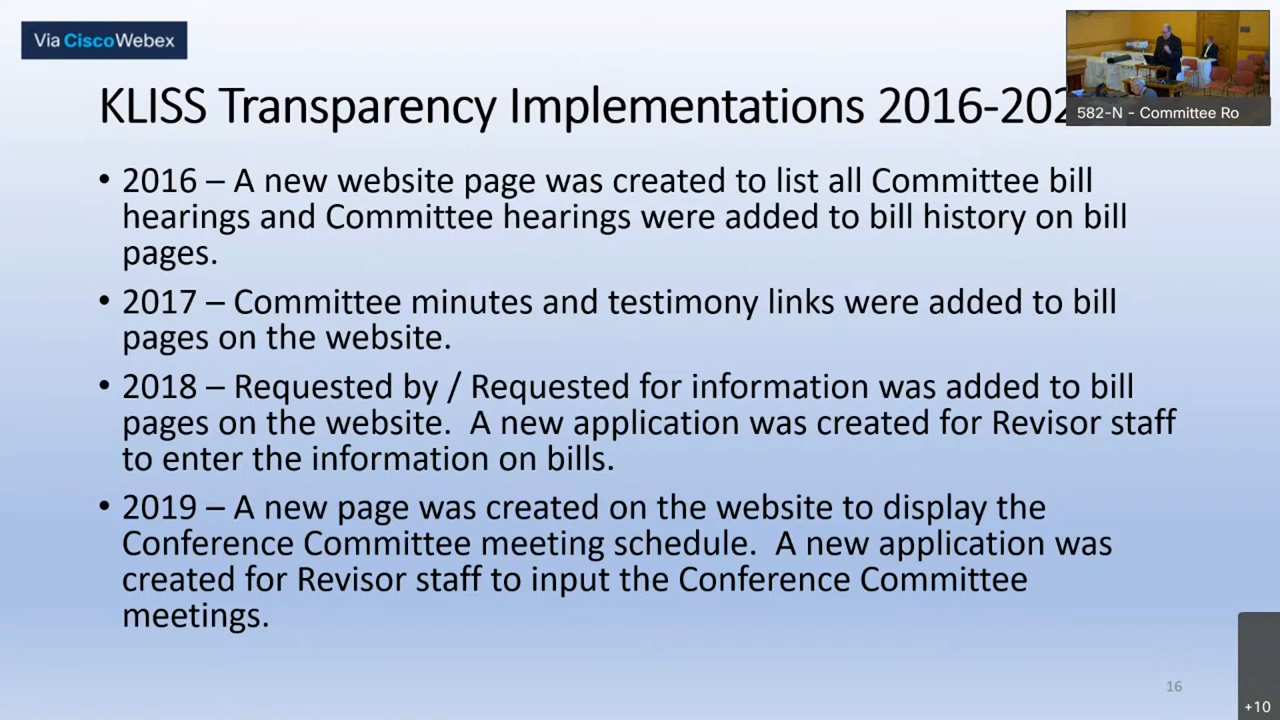 Via Cisco Webex
KLISS Transparency Implementations 2016-202
582-N - Committee Ro
• 2016 – A new website page was created to list all Committee bill
hearings and Committee hearings were added to bill history on bill
pages.
• 2017 – Committee minutes and testimony links were added to bill
pages on the website.
• 2018 – Requested by / Requested for information was added to bill
pages on the website.  A new application was created for Revisor staff
to enter the information on bills.
• 2019 – A new page was created on the website to display the
Conference Committee meeting schedule.  A new application was
created for Revisor staff to input the Conference Committee
meetings.
16
+10